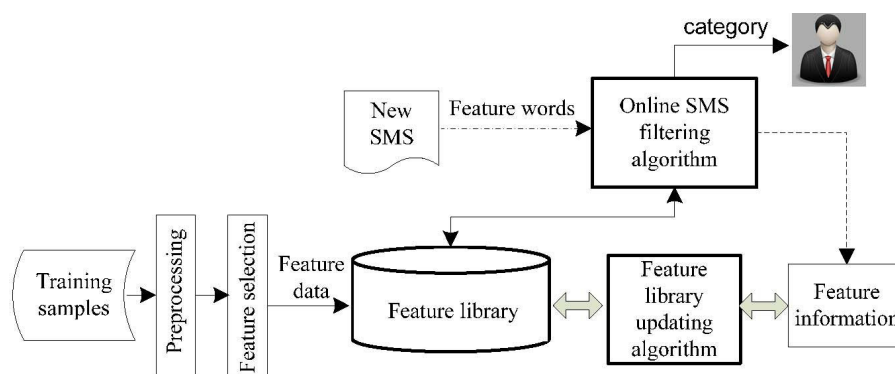 category
New
SMS
Feature words
Online SMS
filtering
algorithm
Training
samples
Preprocessing
Feature selection
Feature
data
Feature library
Feature
library
updating
algorithm
Feature
information